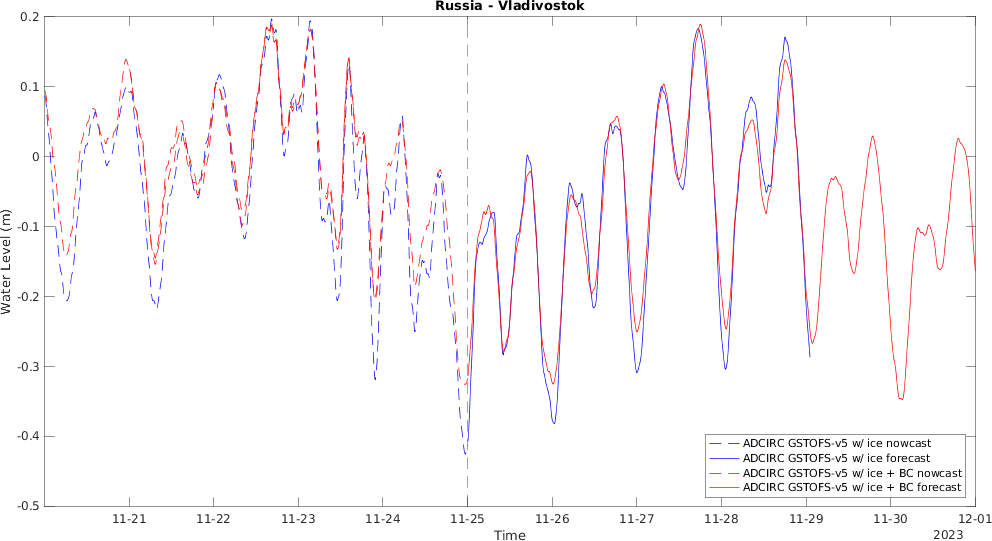 Russia - Vladivostok
Water Level (m)
0.2
0.1
0
-0.1
-0.2
-0.3
-0.4
-0.5
ADCIRC GSTOFS-v5 w/ ice nowcast
ADCIRC GSTOFS-v5 w/ ice forecast
ADCIRC GSTOFS-v5 w/ ice + BC nowcast
ADCIRC GSTOFS-v5 w/ ice + BC forecast
11-21 11-22 11-23 11-24 11-25 11-26 11-27 11-28 11-29 11-30 12-01
Time
2023